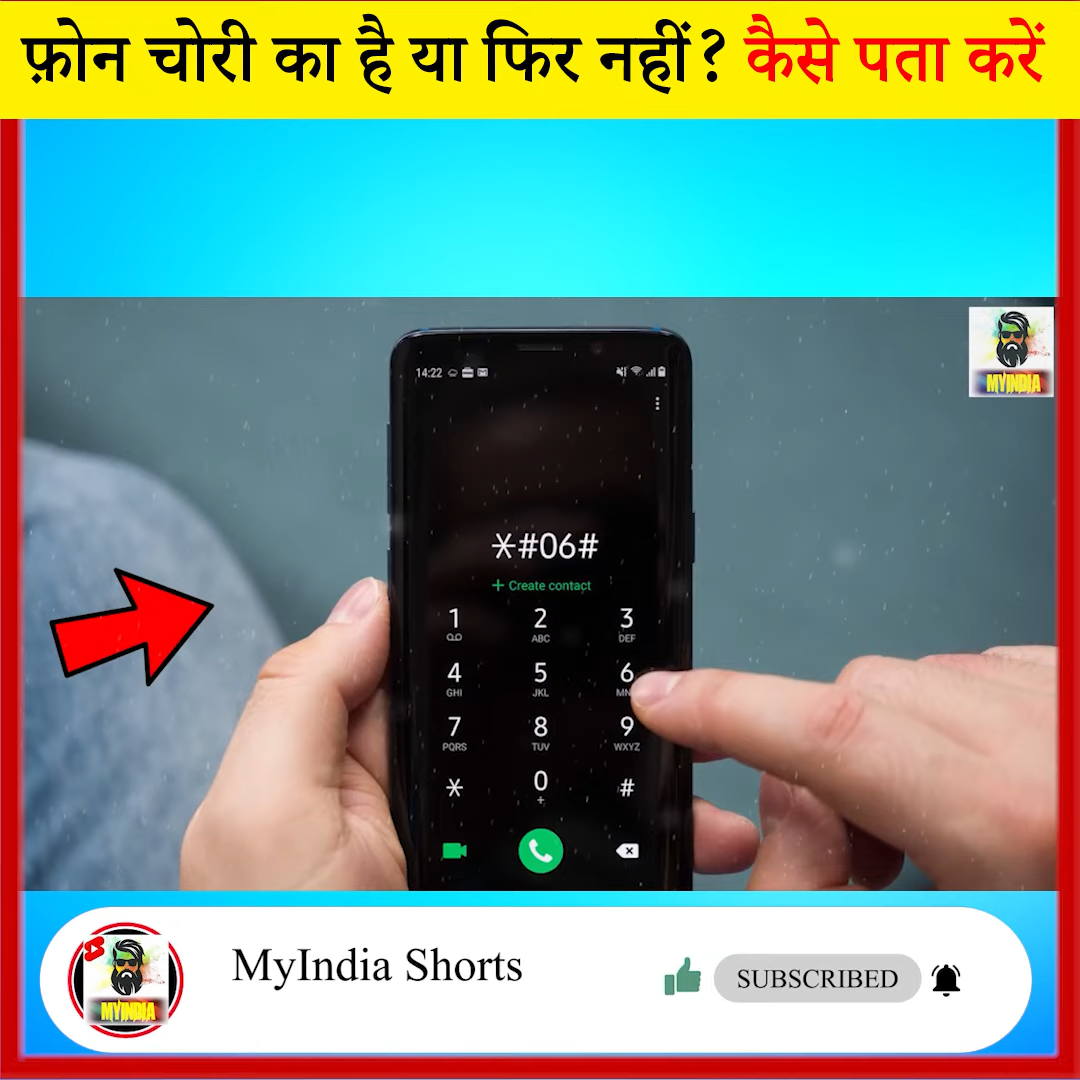 फ़ोन चोरी का है या फिर नहीं? कैसे पता करें
MYINDIA
14:22
*#06#
+ Create contact
1 2 3
ABC DEF
4 5 6
GHI JKL MN
7 8 9
PQRS TUV WXYZ
* 0 #
+
MYINDIA
MyIndia Shorts
SUBSCRIBED